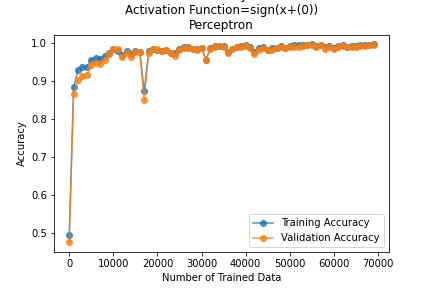 Activation Function=sign(x+(0))
Perceptron
1.0
0.9
0.8
0.7
0.6
0.5
Accuracy
Training Accuracy
Validation Accuracy
0
10000
20000
30000
40000
50000
60000
70000
Number of Trained Data